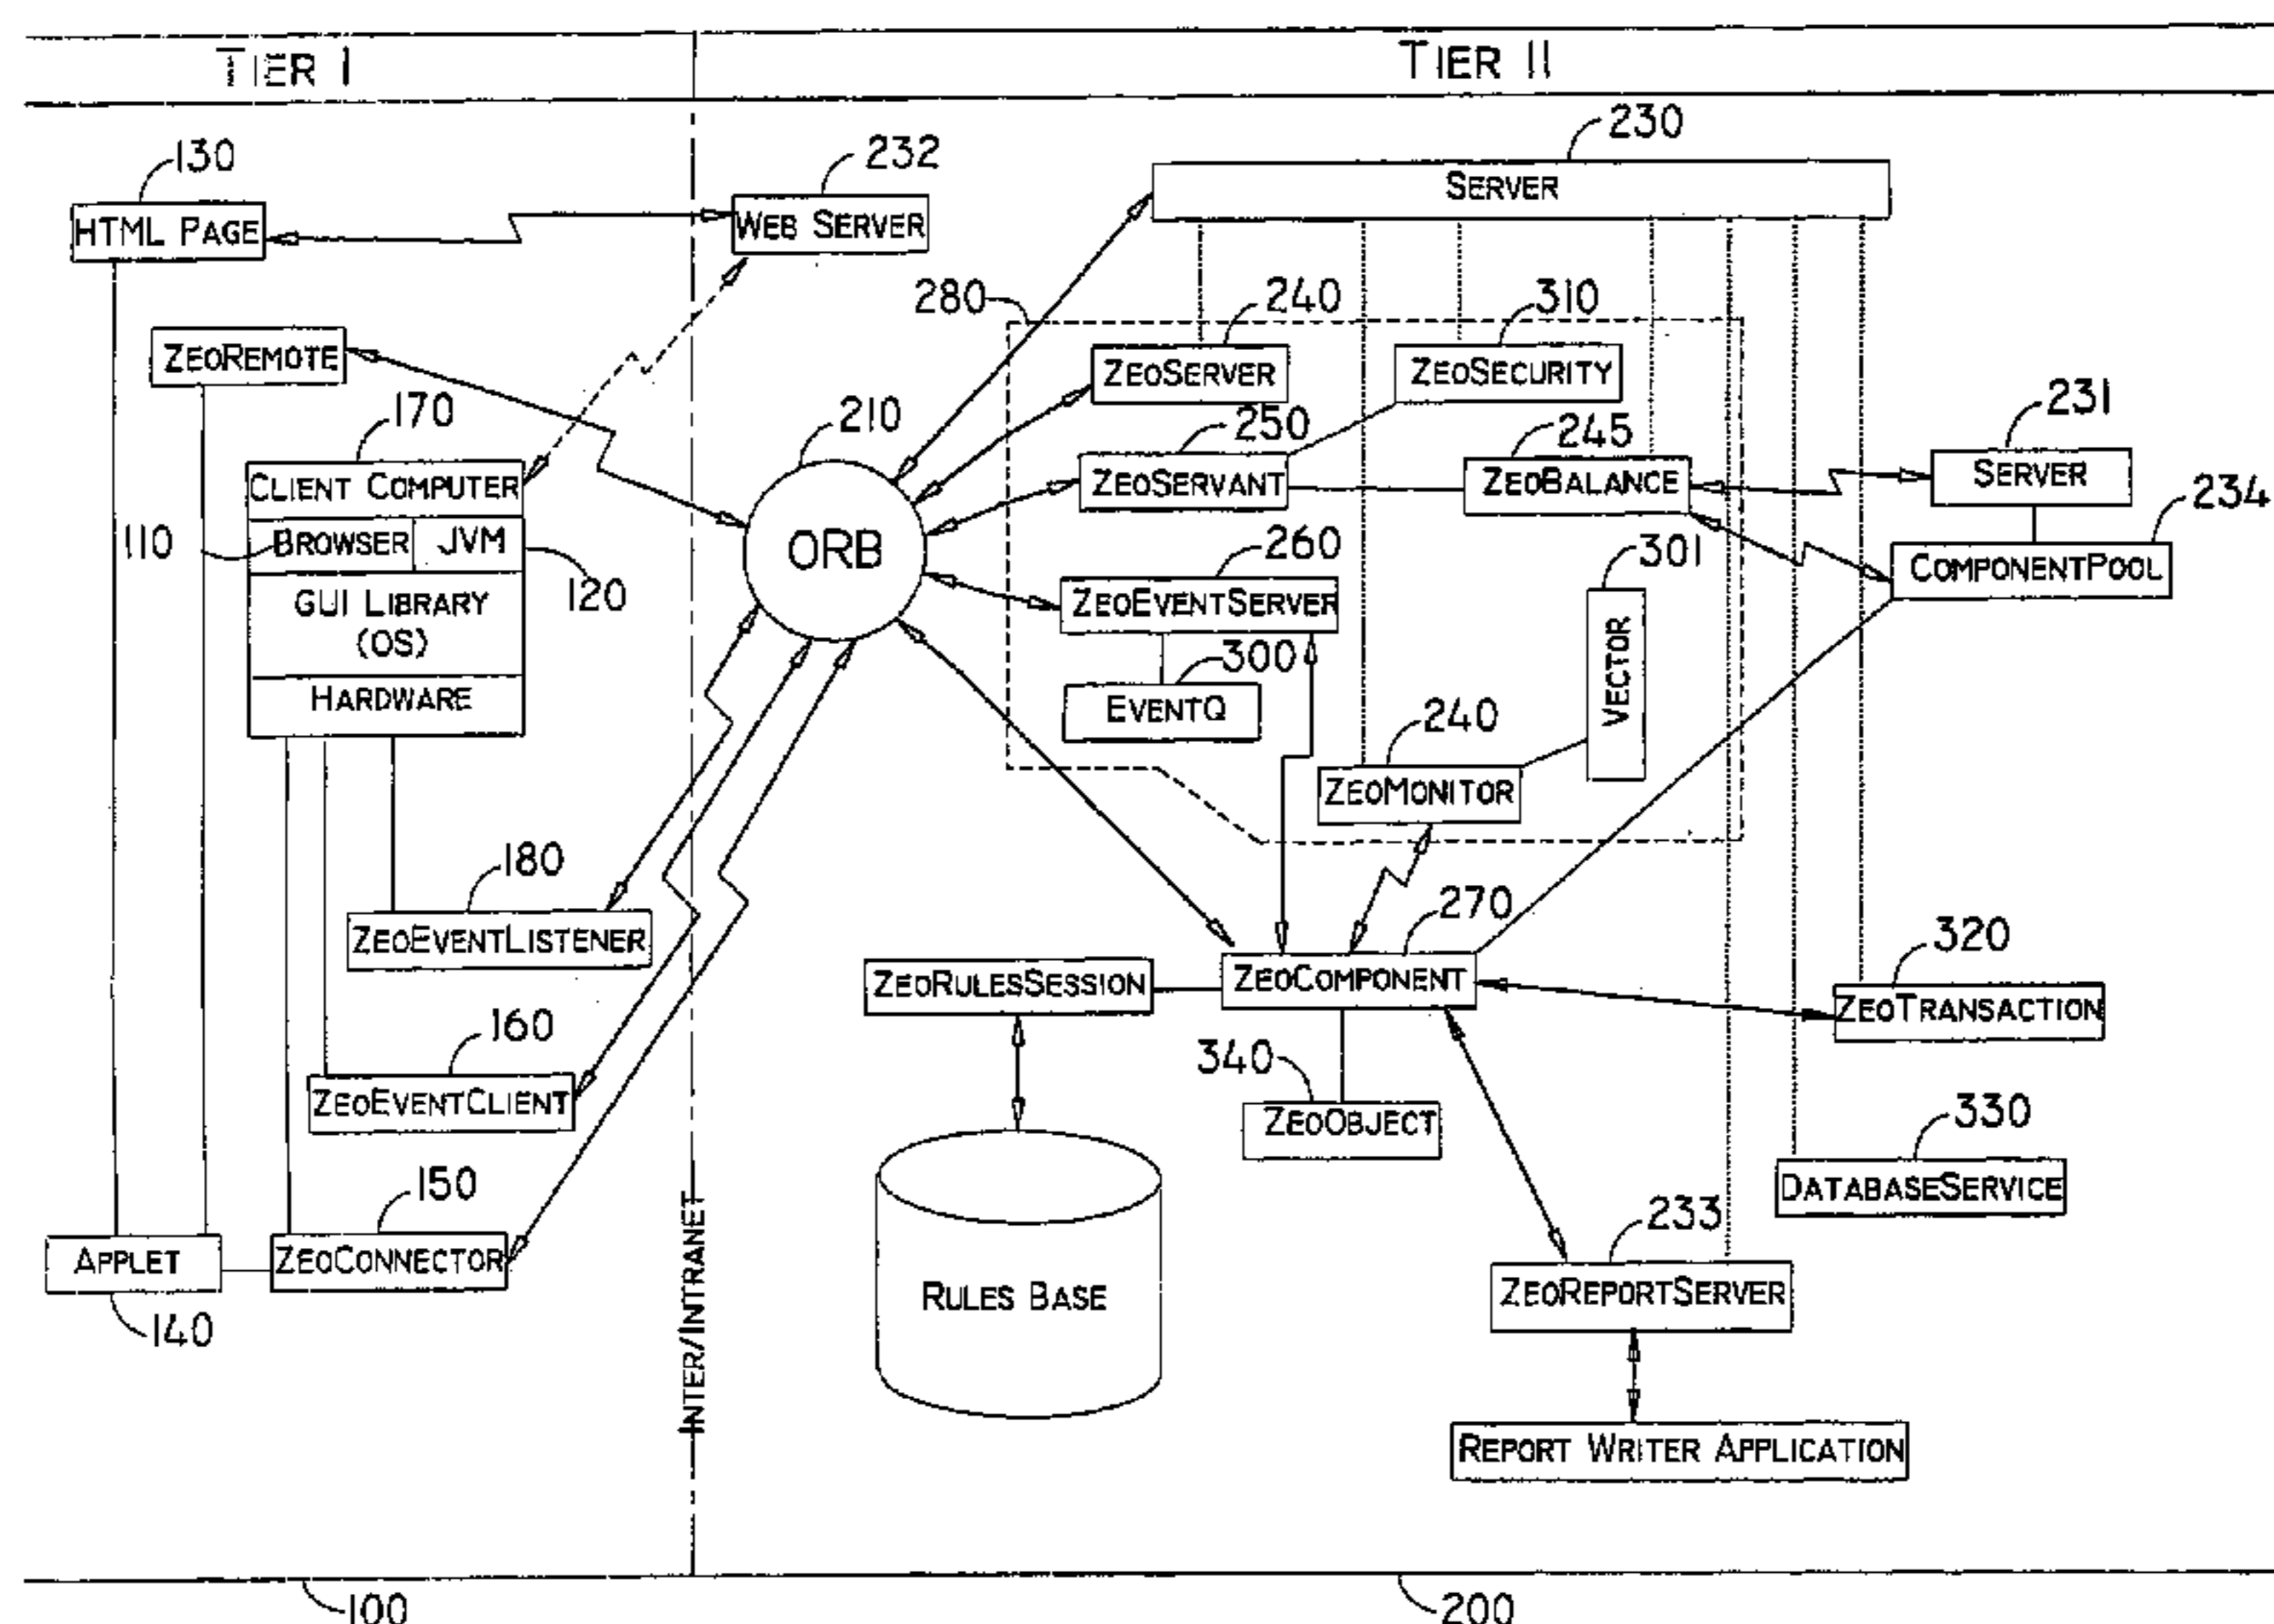 TIER I
TIER II
130
232
230
HTML PAGE
WEB SERVER
SERVER
280
240
310
ZEOREMOTE
ZEOSERVER
ZEOSECURITY
170
210
250
245
231
CLIENT COMPUTER
ZEOSERVANT
ZEOBALANCE
SERVER
234
110
BROWSER
JVM
120
ORB
260
301
COMPONENTPOOL
GUI LIBRARY
(OS)
ZEOEVENTSERVER
VECTOR
HARDWARE
300
EVENTQ
240
ZEOMONITOR
180
270
320
ZEOEVENTLISTENER
ZEORULESSESSION
ZEOCOMPONENT
ZEOTRANSACTION
160
340
ZEOEVENTCLIENT
ZEOOBJECT
330
DATABASESERVICE
150
233
APPLET
ZEOCONNECTOR
INTER/INTRANET
RULES BASE
ZEOREPORTSERVER
140
REPORT WRITER APPLICATION
100
200